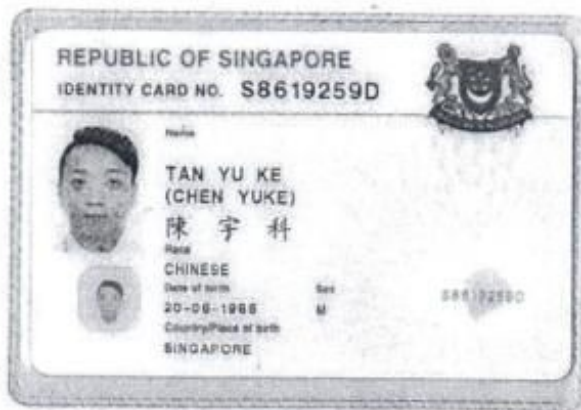 REPUBLIC OF SINGAPORE
IDENTITY CARD NO. S8619259D
Name
TAN YU KE
(CHEN YUKE)
陳 宇 科
Race
CHINESE
Date of birth Sex
M
Country/Place of birth
SINGAPORE